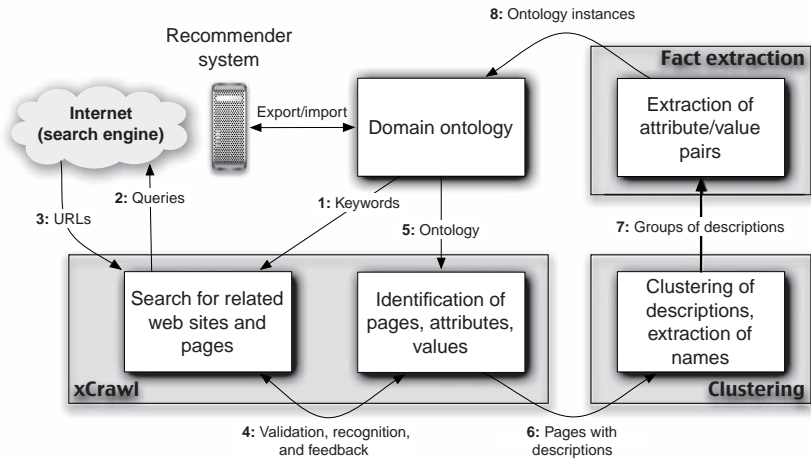 8: Ontology instances
Recommender
system
Fact extraction
Internet
(search engine)
Export/import
Domain ontology
Extraction of
attribute/value
pairs
2: Queries
1: Keywords
3: URLs
5: Ontology
7: Groups of descriptions
Search for related
web sites and
pages
Identification of
pages, attributes,
values
Clustering of
descriptions,
extraction of
names
xCrawl
Clustering
4: Validation, recognition,
and feedback
6: Pages with
descriptions